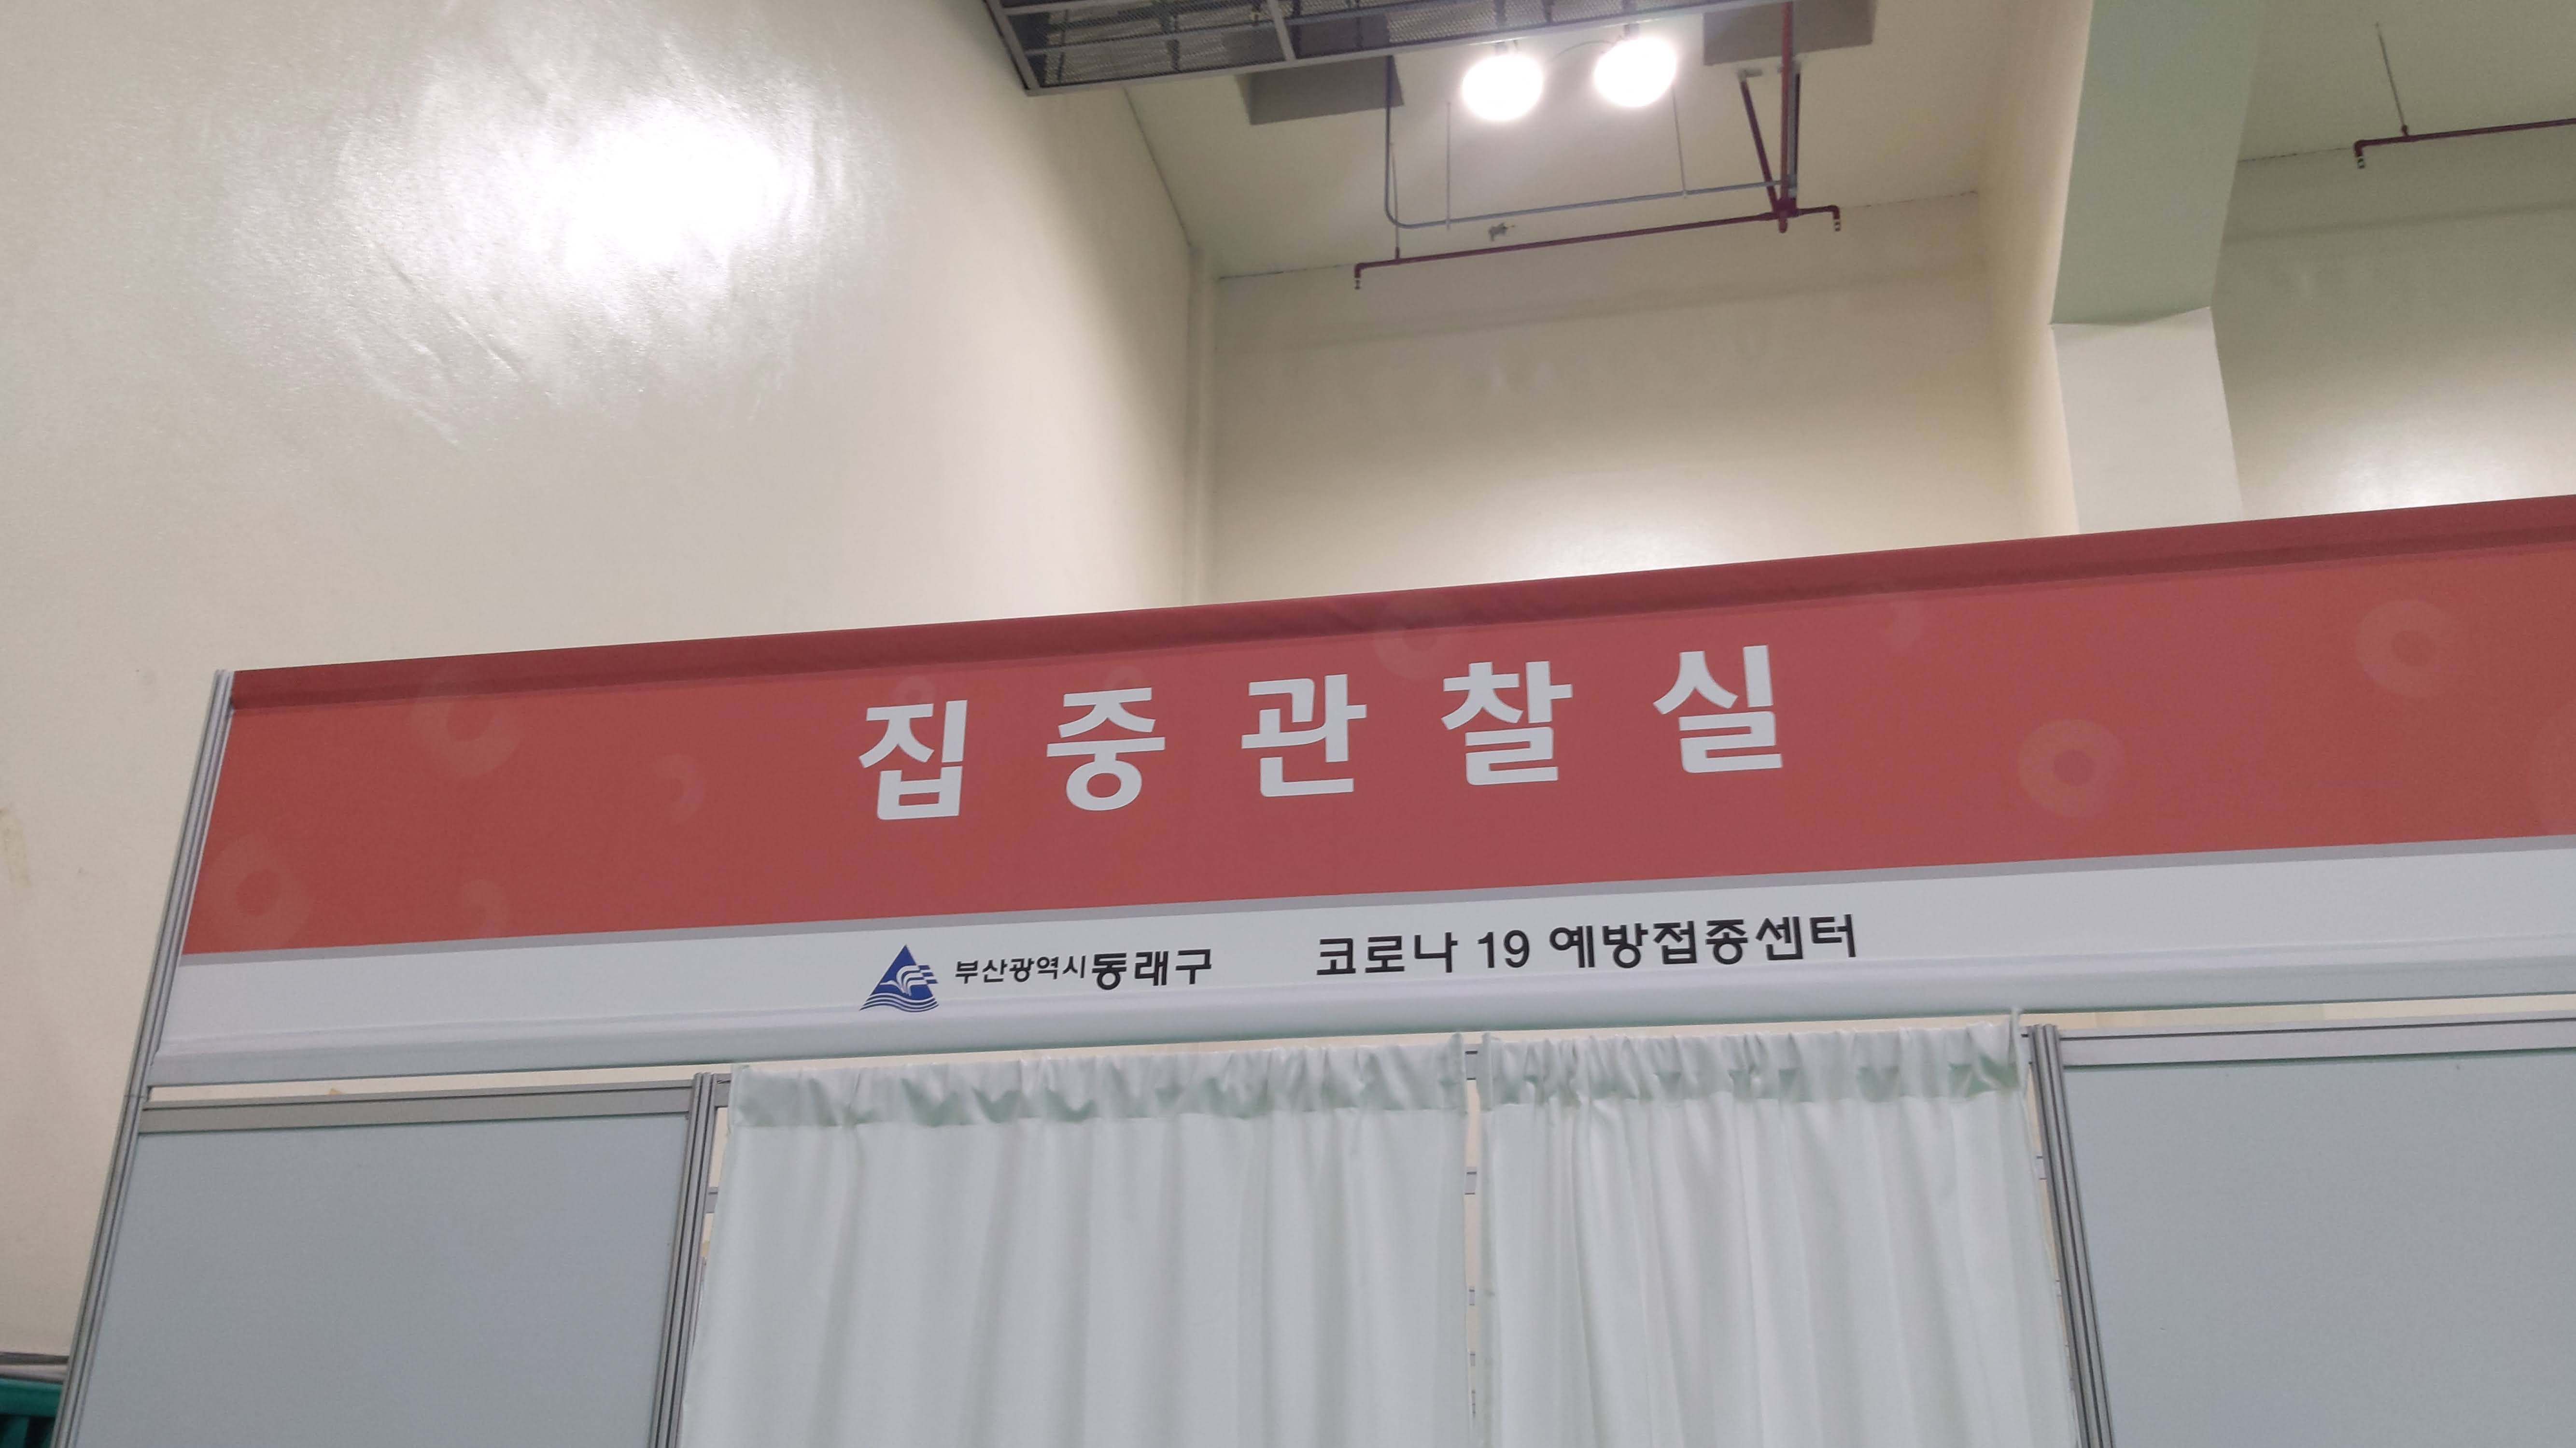 집중관찰실
부산광역시동래구 코로나 19 예방접종센터